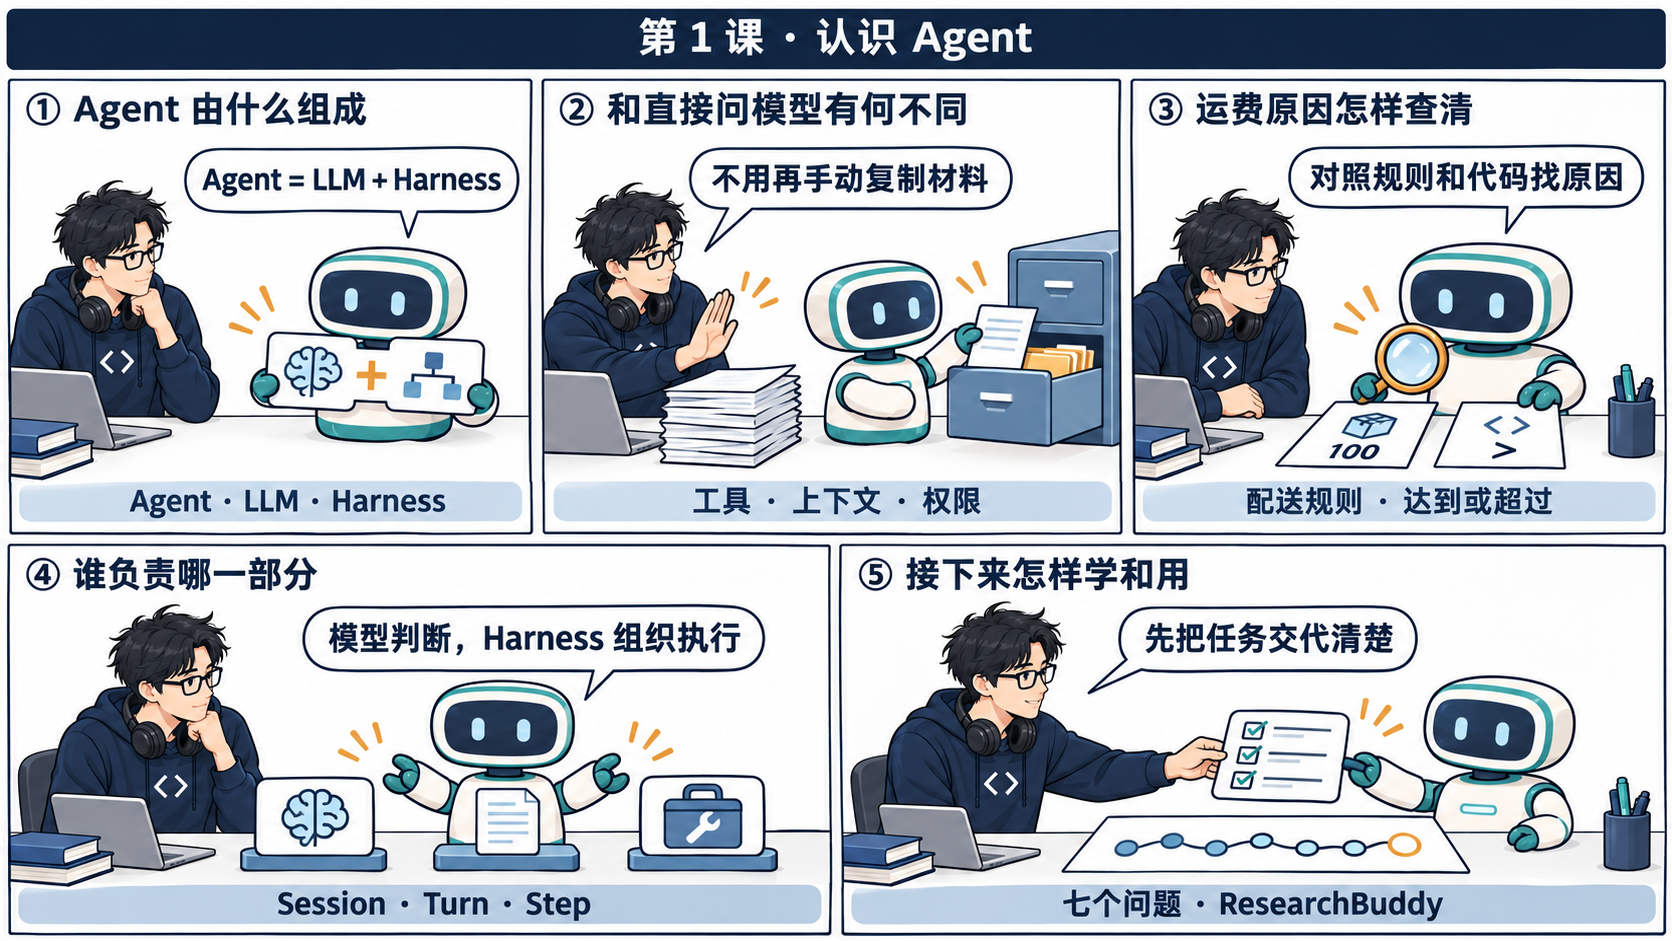 第 1 课 · 认识 Agent
① Agent 由什么组成
Agent = LLM + Harness
< >
Agent · LLM · Harness
② 和直接问模型有何不同
不用再手动复制材料
工具 · 上下文 · 权限
③ 运费原因怎样查清
对照规则和代码找原因
< >
100
< >
>
配送规则 · 达到或超过
④ 谁负责哪一部分
模型判断，Harness 组织执行
< >
Session · Turn · Step
⑤ 接下来怎样学和用
先把任务交代清楚
< >
七个问题 · ResearchBuddy